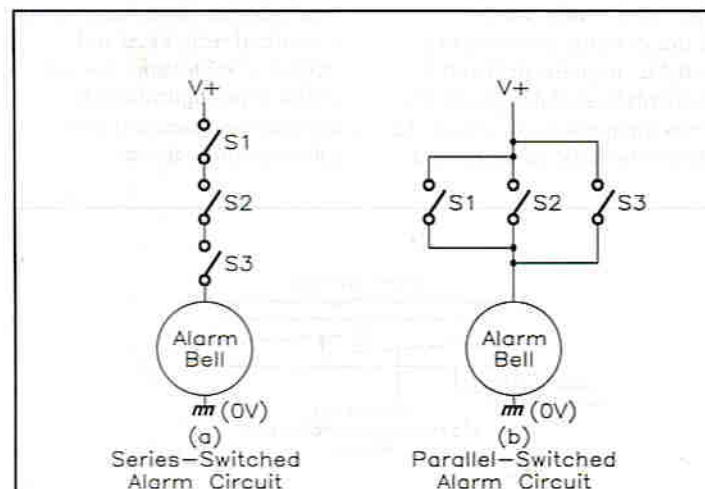 V+
S1
S2
S3
Alarm
Bell
(0V)
(a)
Series-Switched
Alarm Circuit
V+
S1
S2
S3
Alarm
Bell
(0V)
(b)
Parallel-Switched
Alarm Circuit